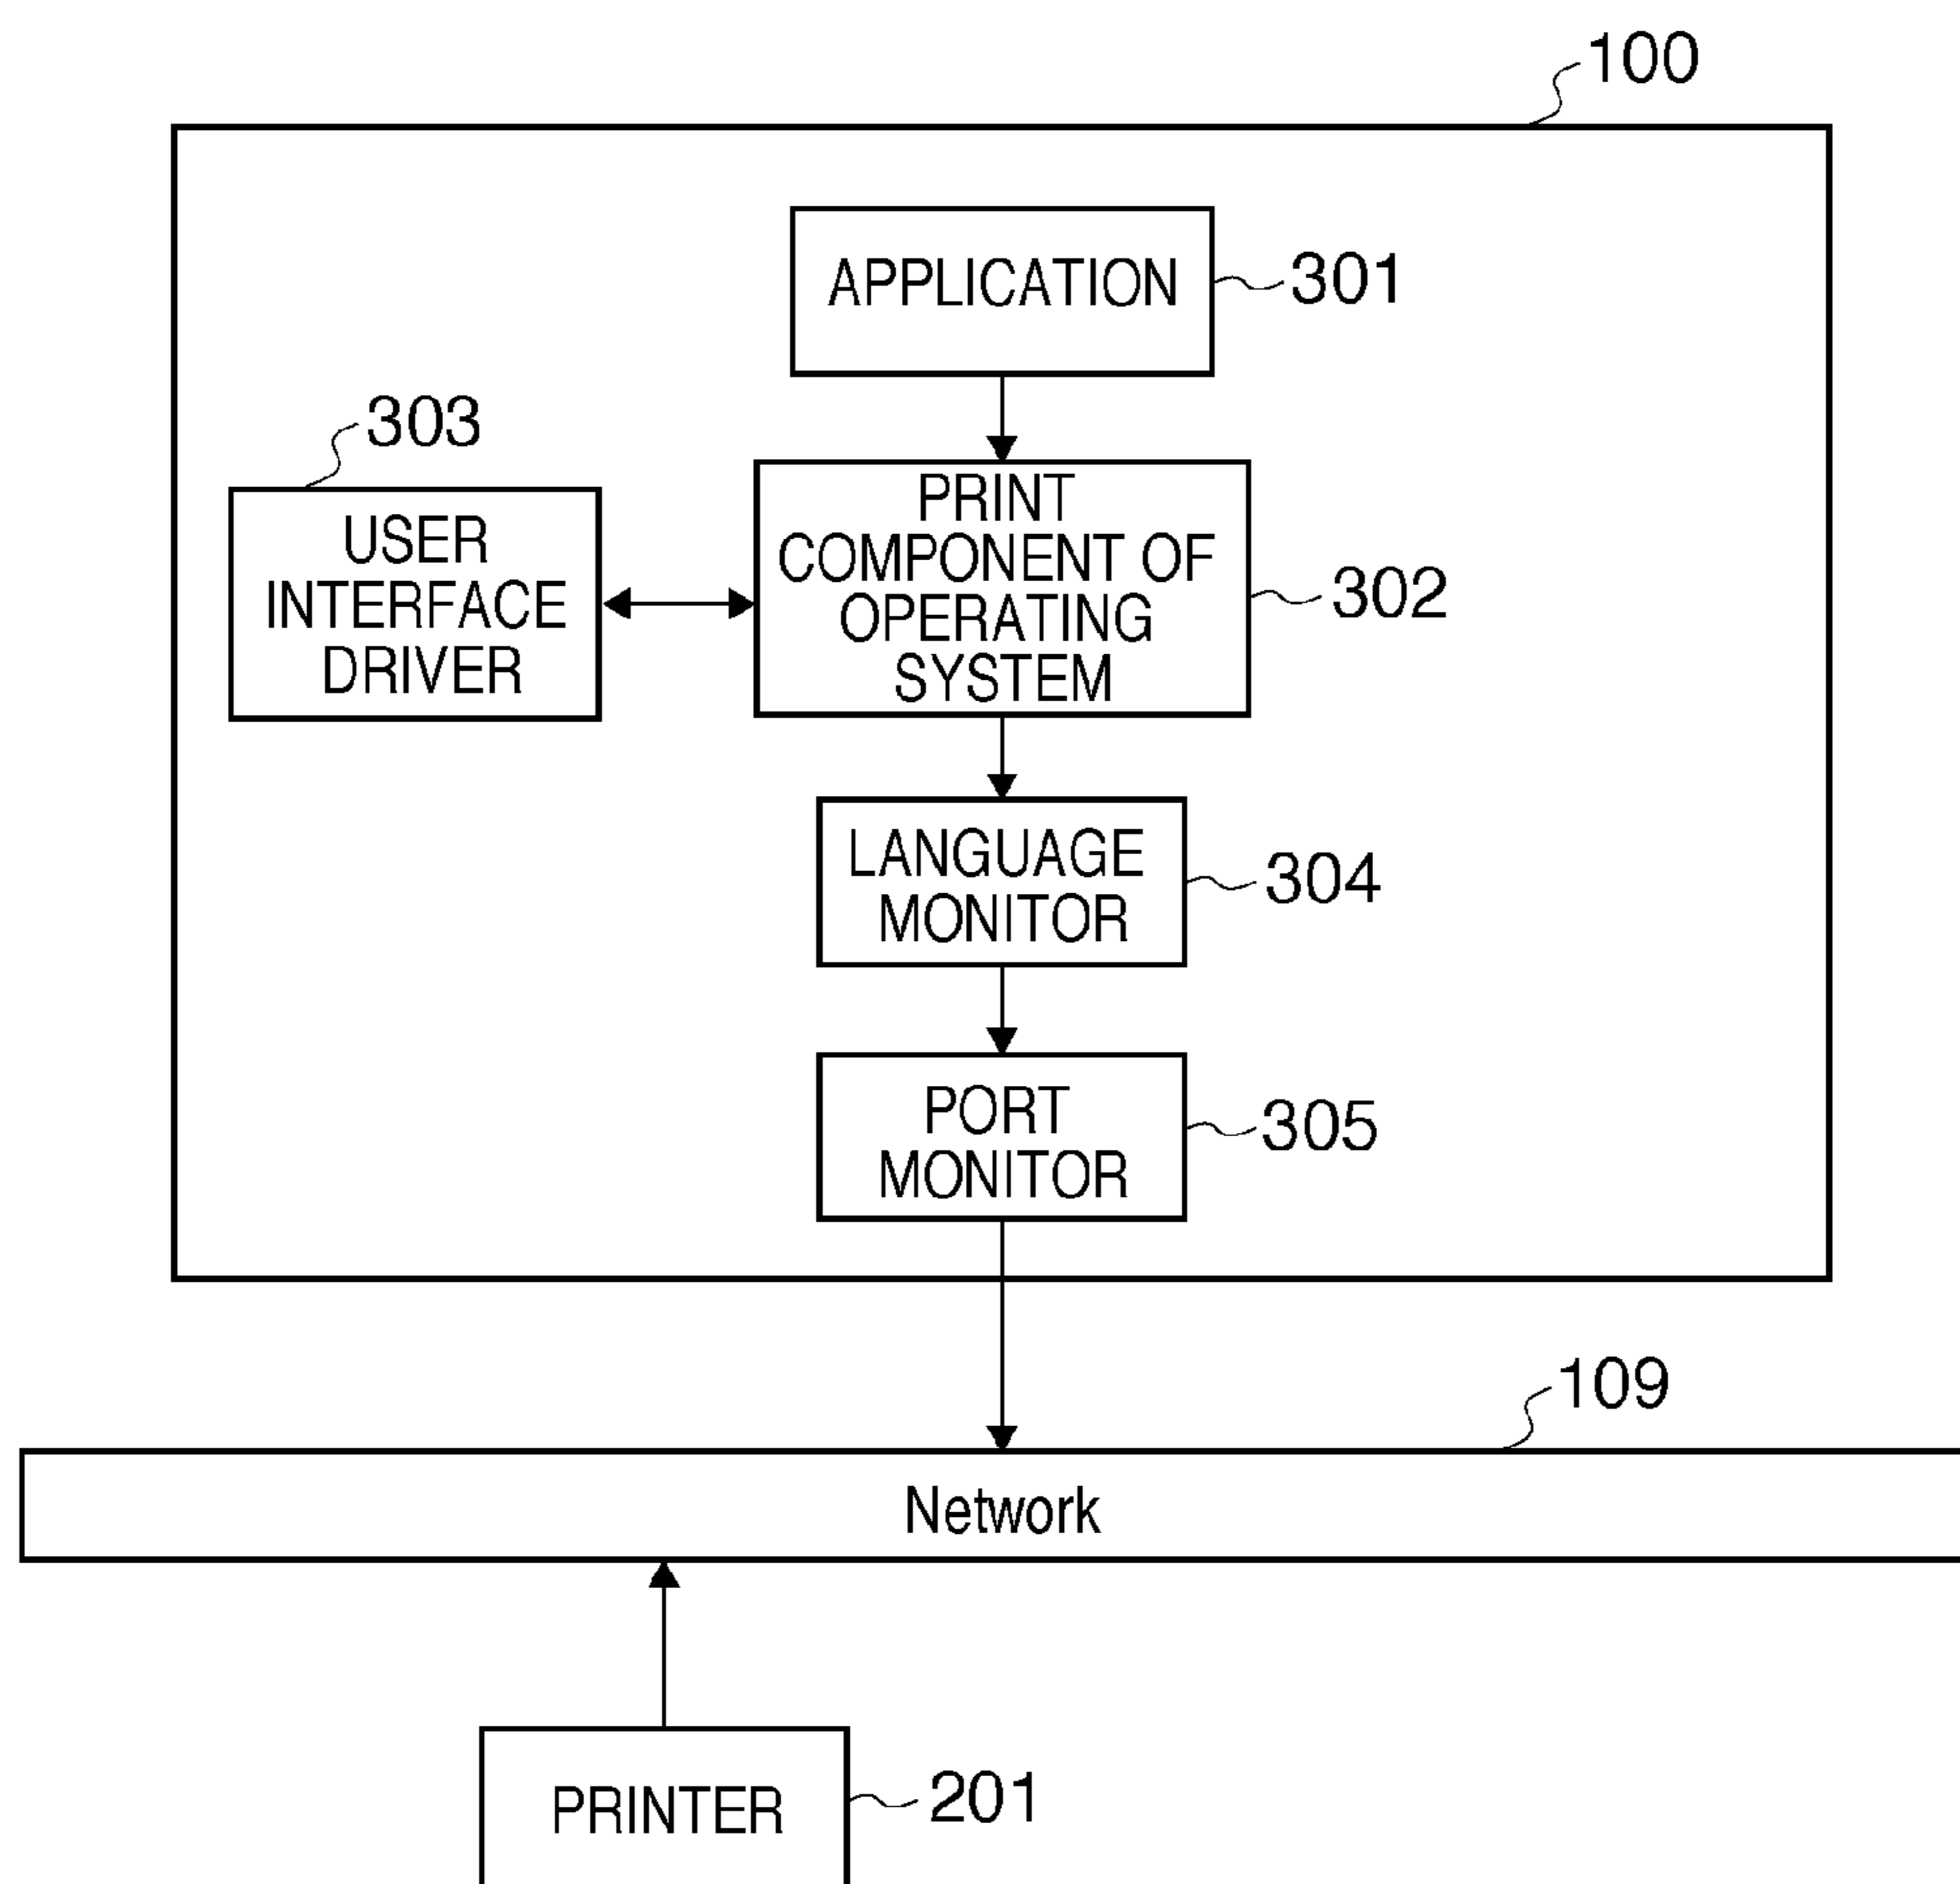 100
APPLICATION
301
303
USER
INTERFACE
DRIVER
PRINT
COMPONENT OF
OPERATING
SYSTEM
302
LANGUAGE
MONITOR
304
PORT
MONITOR
305
109
Network
PRINTER
201